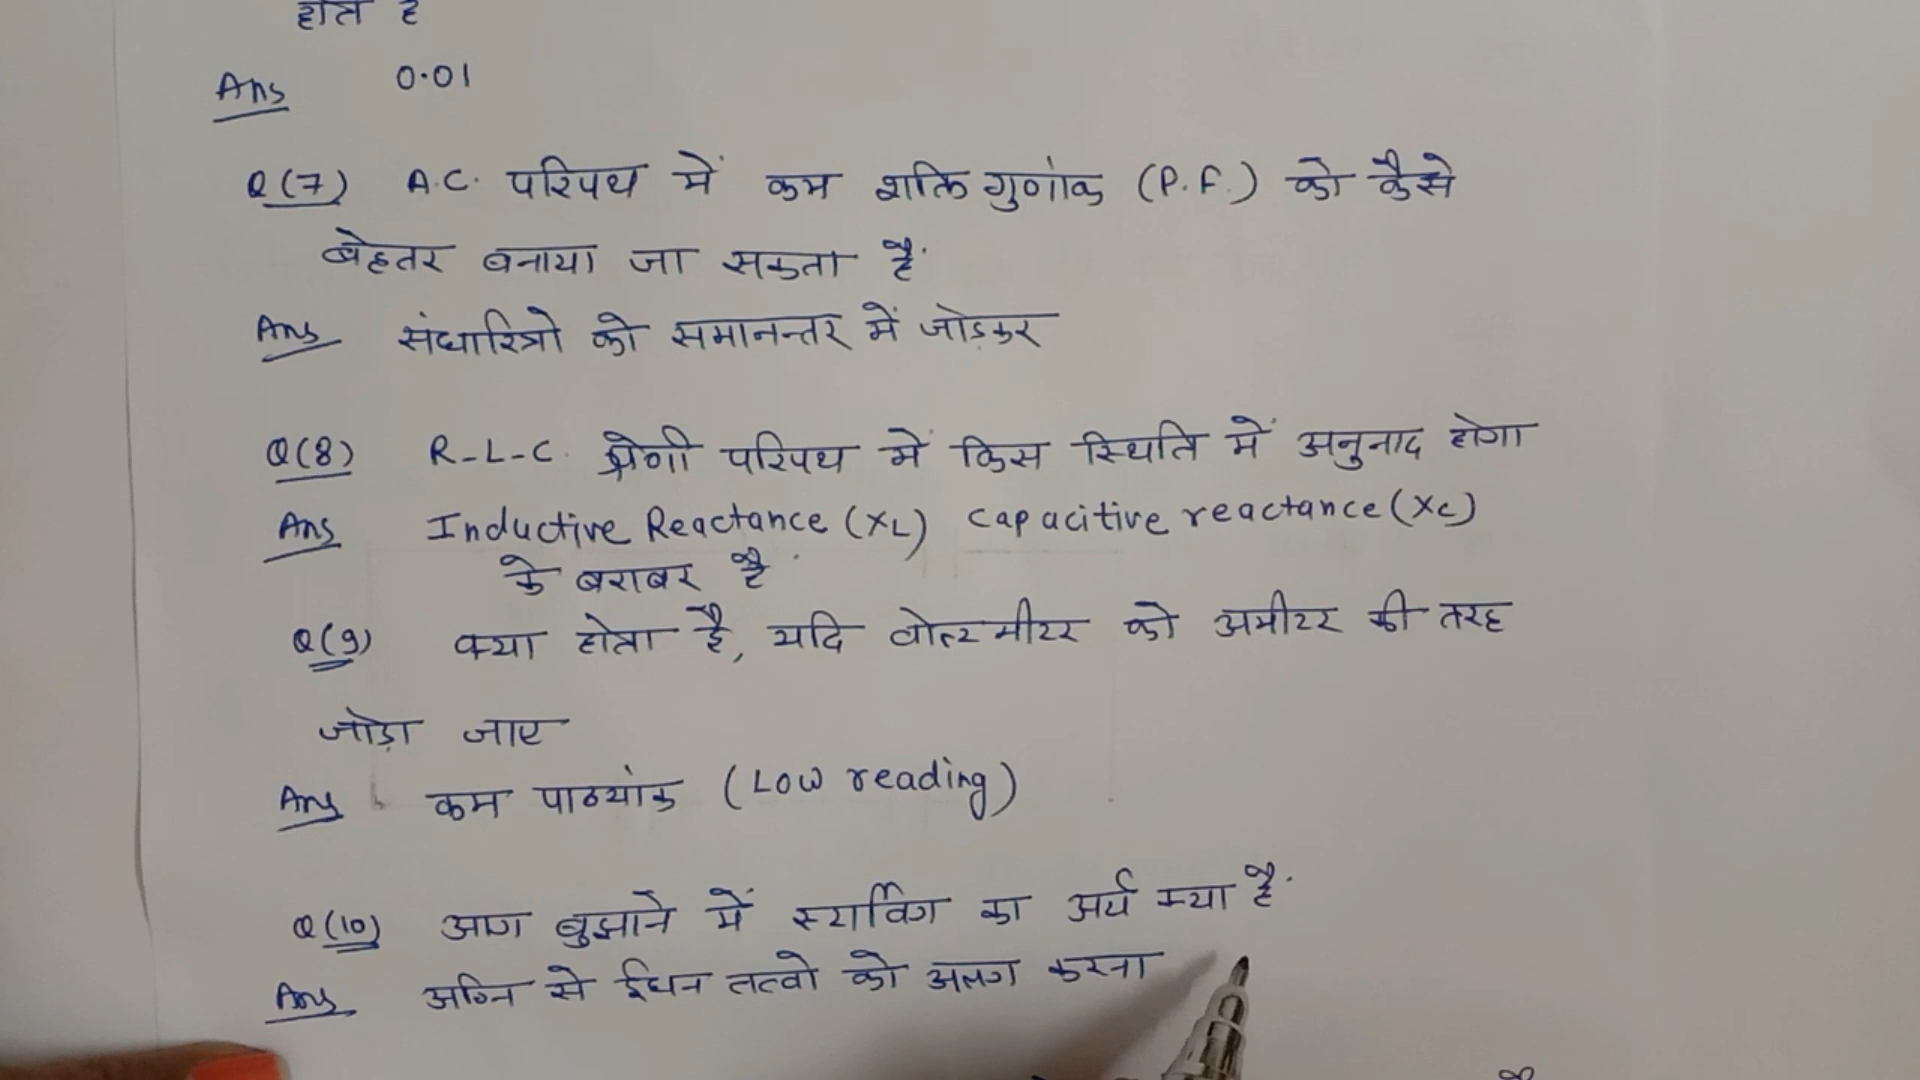 होता है
Ans 0.01
Q(7) A.C. परिपथ में कम शक्ति गुणांक (P.F.) को कैसे
बेहतर बनाया जा सकता है.
Ans संधारित्रो को समानन्तर में जोड़कर
Q(8) R-L-C. श्रेणी परिपथ में किस स्थिति में अनुनाद होगा
Ans Inductive Reactance (XL) capacitive reactance (Xc)
के बराबर है
Q(9) क्या होता है, यदि वोल्टमीटर को अमीटर की तरह
जोड़ा जाए
Ans कम पाठयांक (Low reading)
Q(10) आग बुझाने में स्टार्विग का अर्थ क्या है.
Ans अग्नि से ईंधन तत्वो को अलग करना